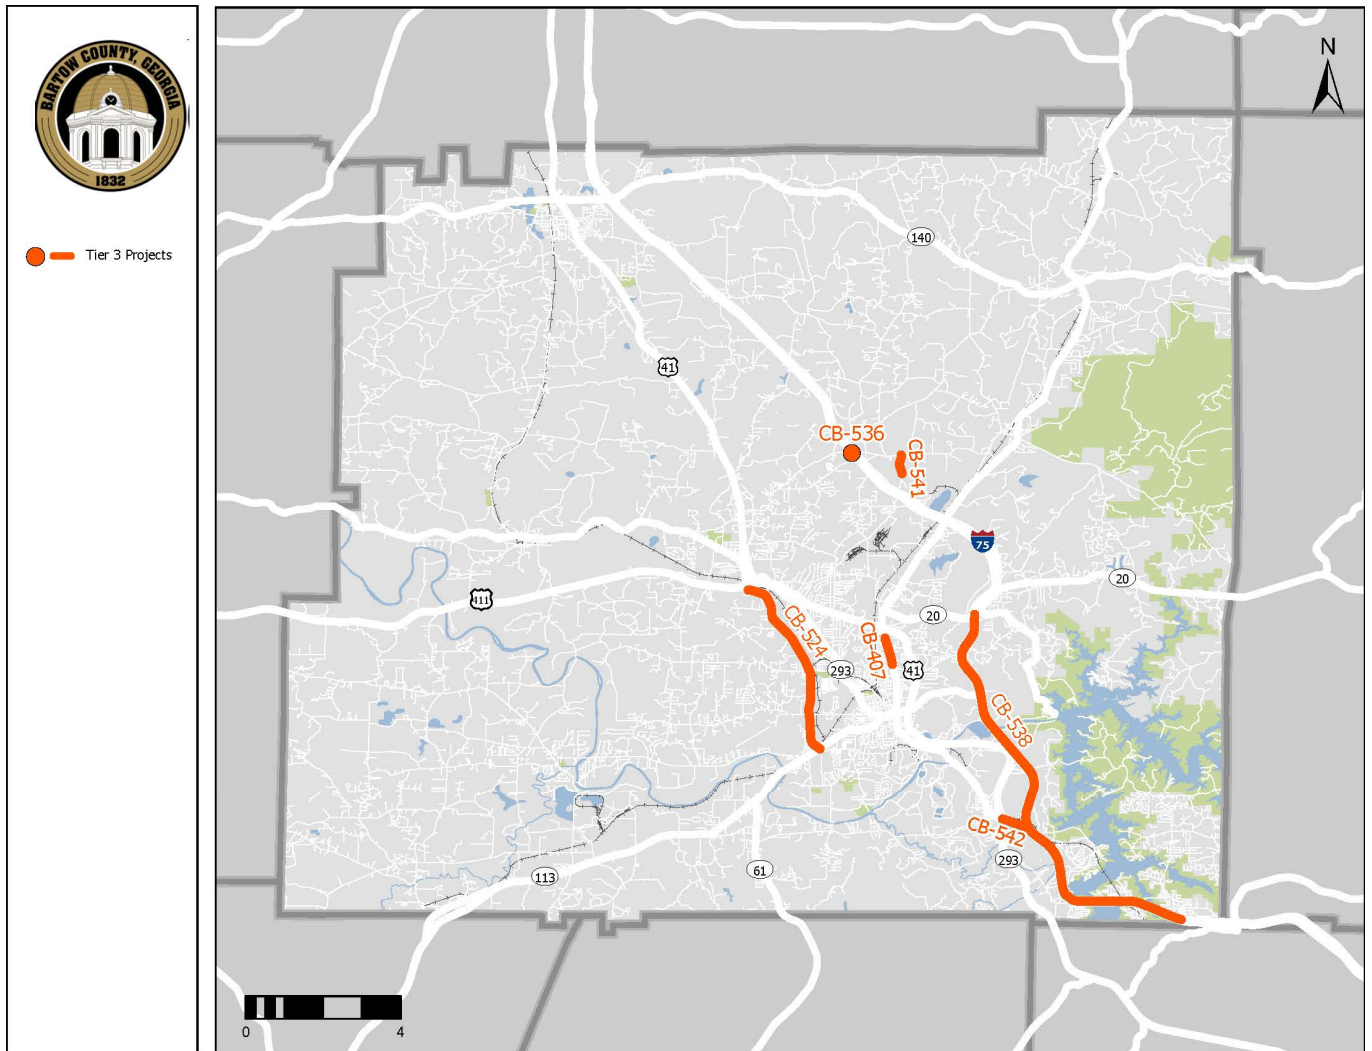 BARTOW COUNTY, GEORGIA
1832
Tier 3 Projects
N
140
41
CB-536
CB-541
75
20
411
20
CB-524
CB-407
293
41
CB-538
CB-542
293
113
61
0 4